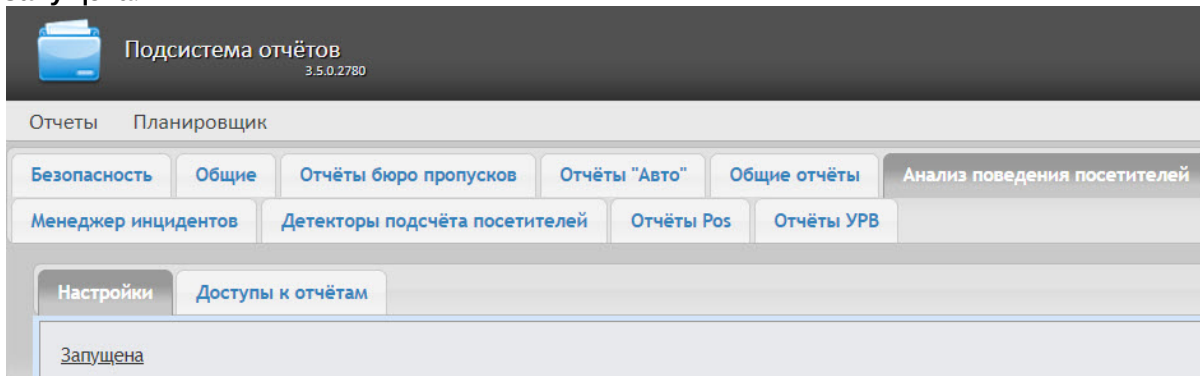 Подсистема отчётов
3.5.0.2780
Отчеты Планировщик
Безопасность Общие Отчёты бюро пропусков Отчёты "Авто" Общие отчёты Анализ поведения посетителей
Менеджер инцидентов Детекторы подсчёта посетителей Отчёты Pos Отчёты УРВ
Настройки Доступы к отчётам
Запущена